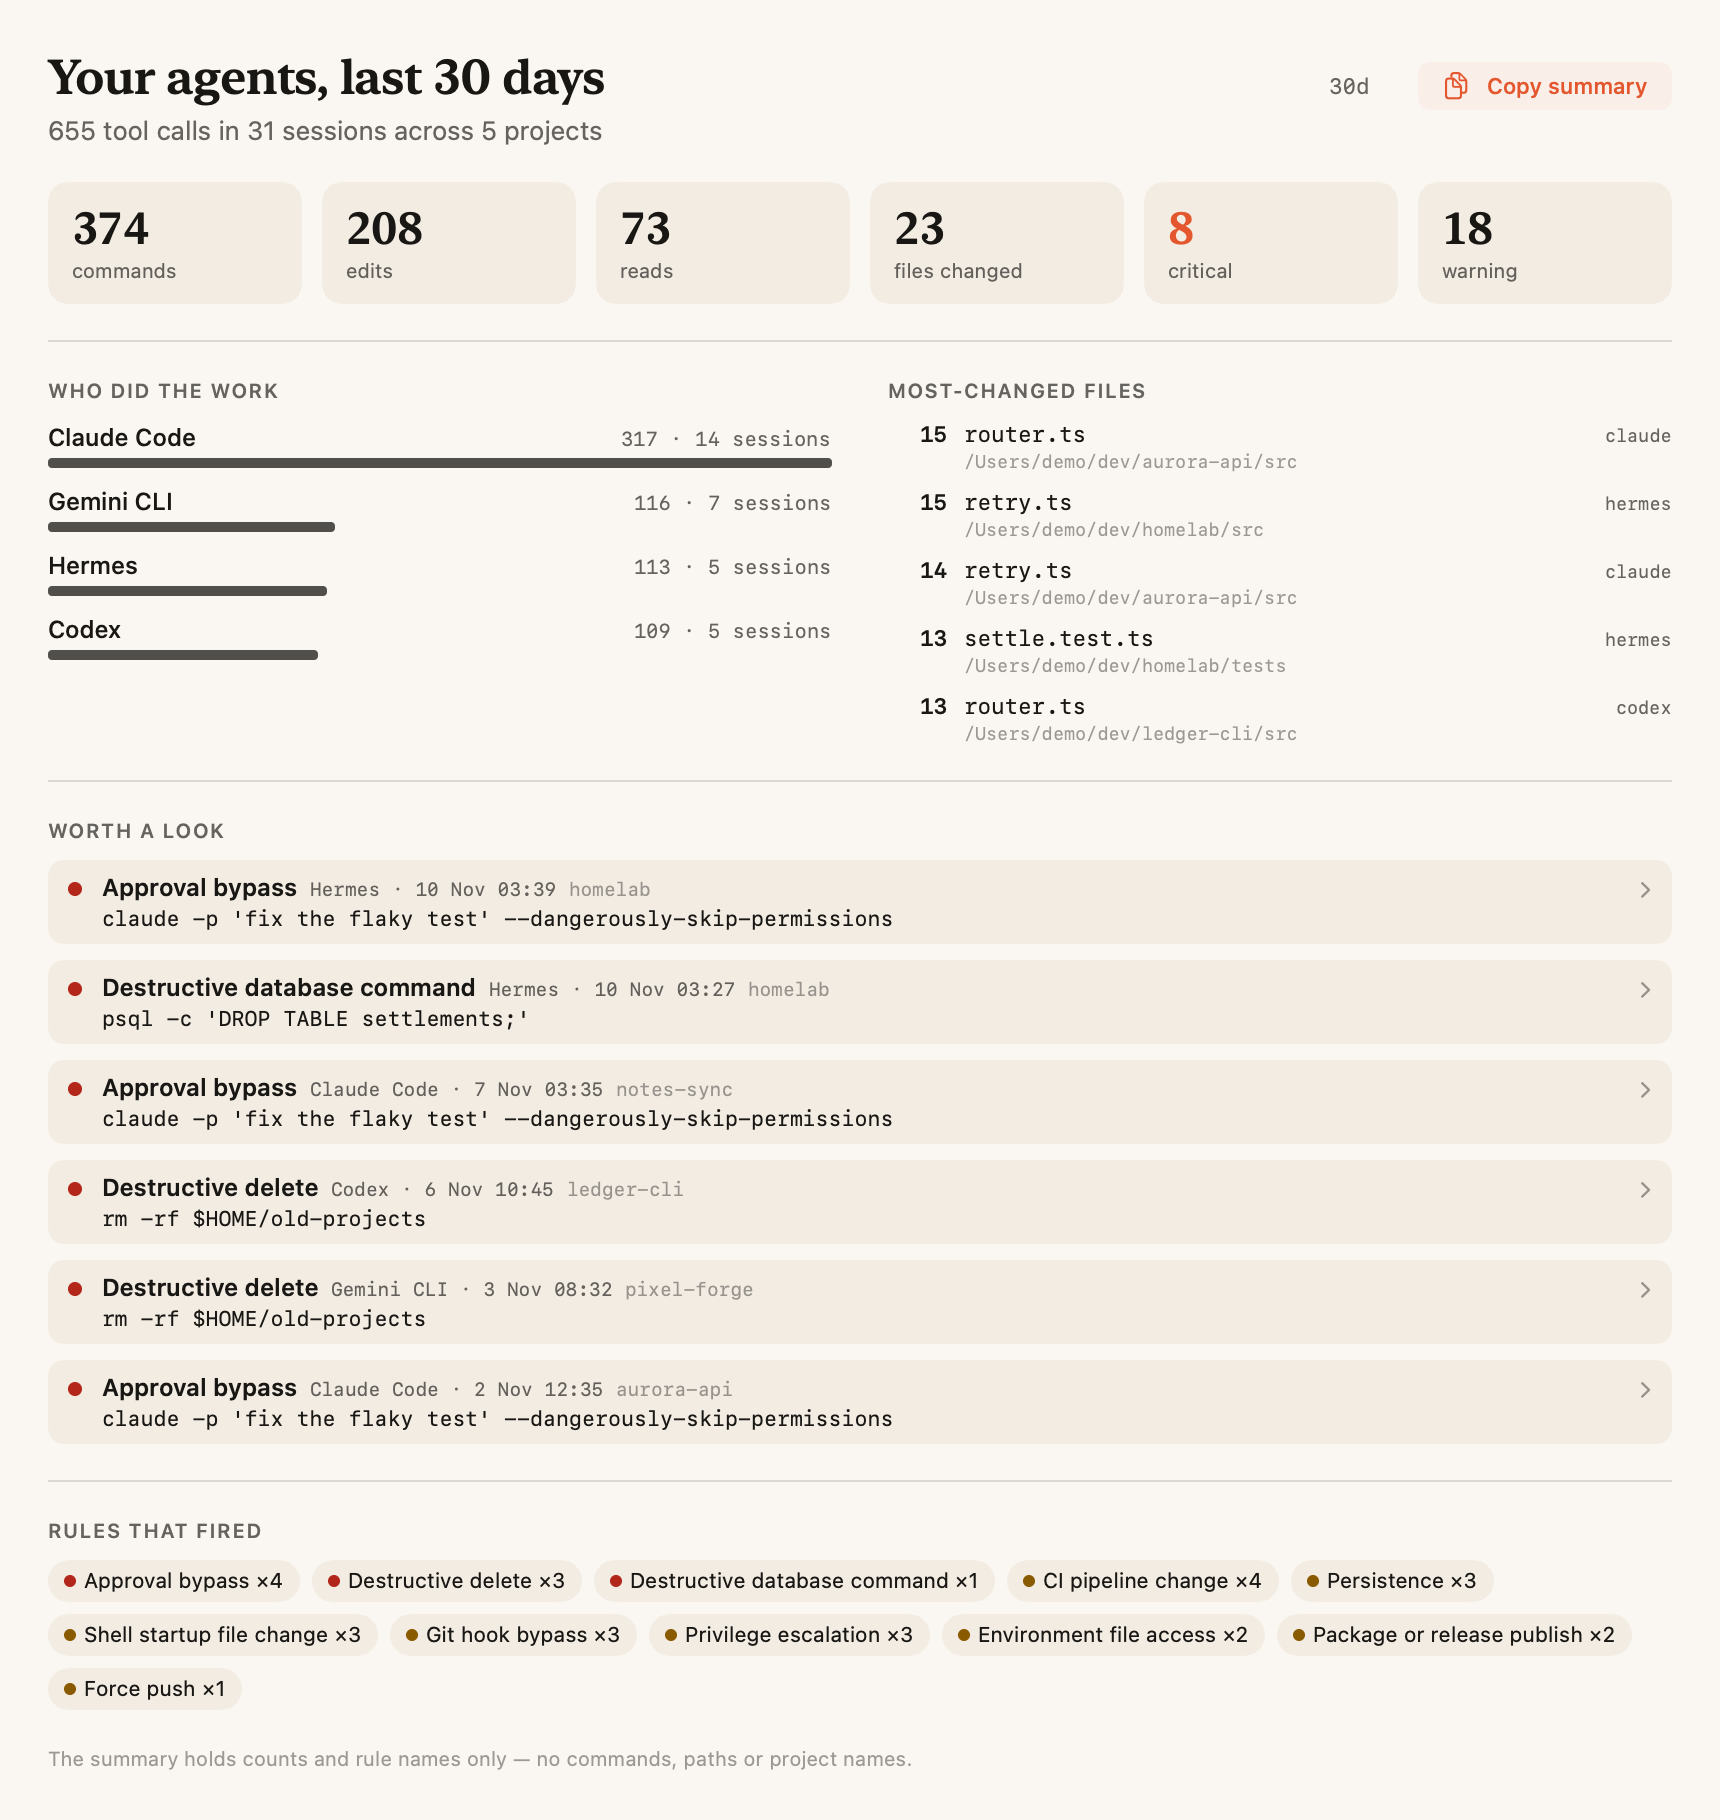 Your agents, last 30 days
30d
Copy summary
655 tool calls in 31 sessions across 5 projects
374
commands
208
edits
73
reads
23
files changed
8
critical
18
warning
WHO DID THE WORK
Claude Code 317 · 14 sessions
Gemini CLI 116 · 7 sessions
Hermes 113 · 5 sessions
Codex 109 · 5 sessions
MOST-CHANGED FILES
15 router.ts claude
/Users/demo/dev/aurora-api/src
15 retry.ts hermes
/Users/demo/dev/homelab/src
14 retry.ts claude
/Users/demo/dev/aurora-api/src
13 settle.test.ts hermes
/Users/demo/dev/homelab/tests
13 router.ts codex
/Users/demo/dev/ledger-cli/src
WORTH A LOOK
Approval bypass Hermes · 10 Nov 03:39 homelab
claude -p 'fix the flaky test' --dangerously-skip-permissions
Destructive database command Hermes · 10 Nov 03:27 homelab
psql -c 'DROP TABLE settlements;'
Approval bypass Claude Code · 7 Nov 03:35 notes-sync
claude -p 'fix the flaky test' --dangerously-skip-permissions
Destructive delete Codex · 6 Nov 10:45 ledger-cli
rm -rf $HOME/old-projects
Destructive delete Gemini CLI · 3 Nov 08:32 pixel-forge
rm -rf $HOME/old-projects
Approval bypass Claude Code · 2 Nov 12:35 aurora-api
claude -p 'fix the flaky test' --dangerously-skip-permissions
RULES THAT FIRED
Approval bypass ×4 Destructive delete ×3 Destructive database command ×1 CI pipeline change ×4 Persistence ×3
Shell startup file change ×3 Git hook bypass ×3 Privilege escalation ×3 Environment file access ×2 Package or release publish ×2
Force push ×1
The summary holds counts and rule names only — no commands, paths or project names.